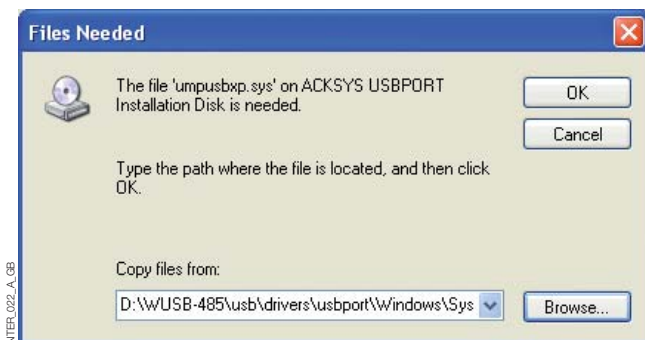 Files Needed
The file 'umpusbxp.sys' on ACKSYS USBPORT
Installation Disk is needed.
OK
Cancel
Type the path where the file is located, and then click
OK.
Copy files from:
D:\WUSB-485\usb\drivers\usbport\Windows\Sys
Browse...
NTER_022_A_GB